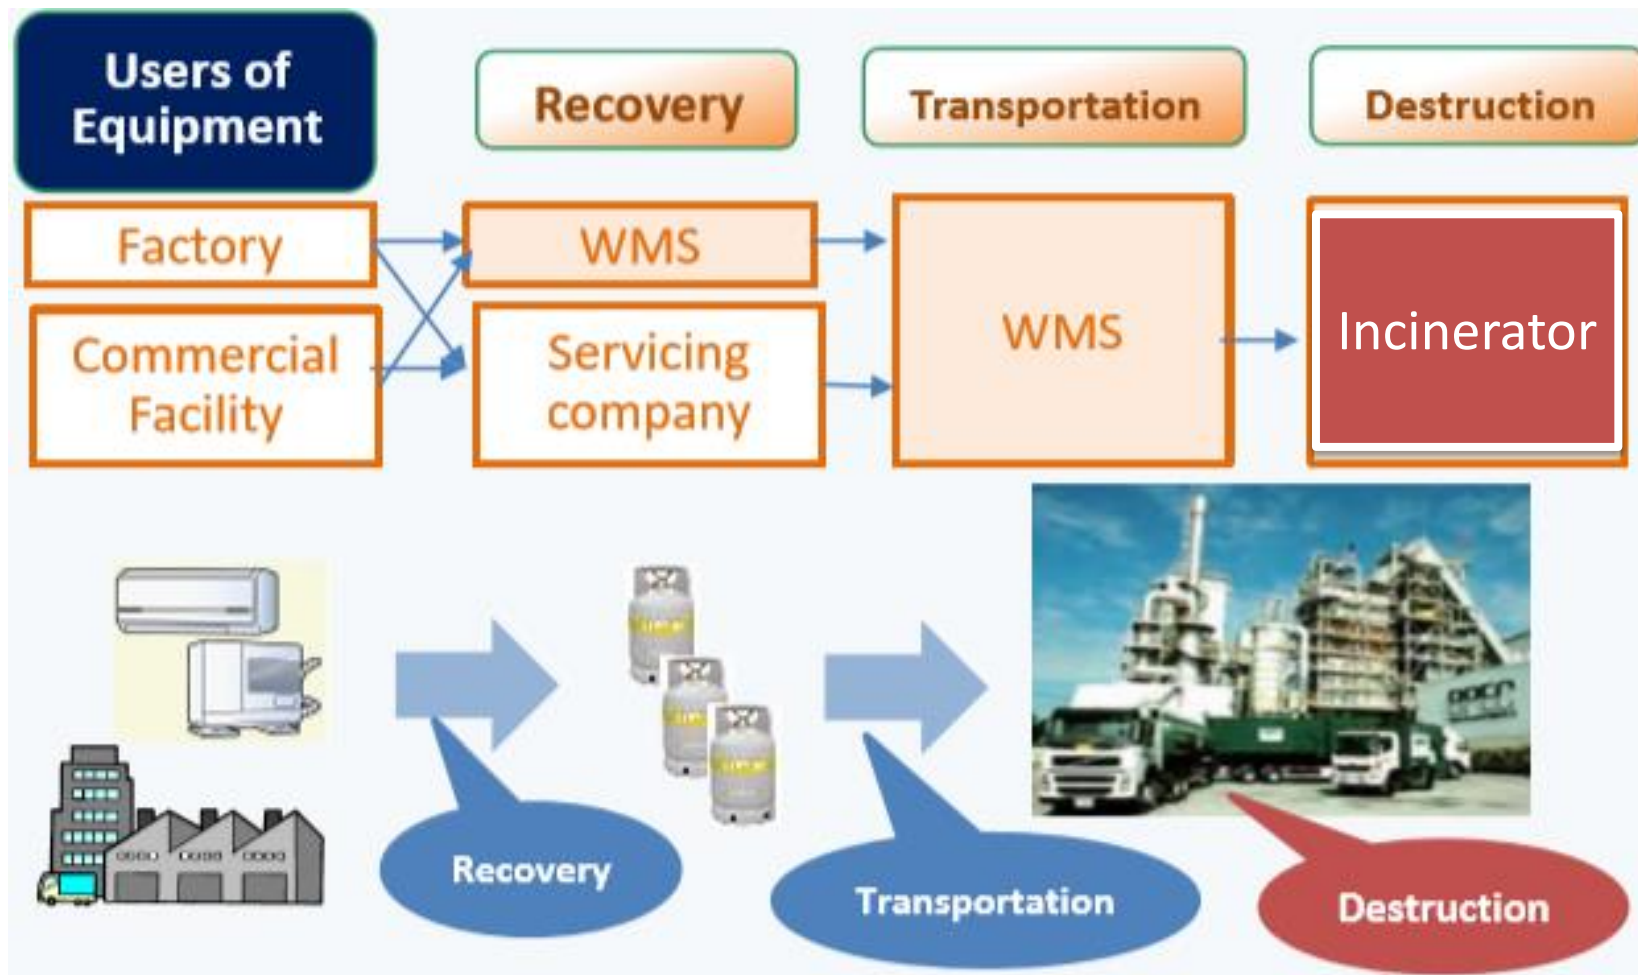 Users of
Equipment
Recovery
Transportation
Destruction
Factory
WMS
Commercial
Facility
Servicing
company
WMS
Incinerator
Recovery
Transportation
Destruction